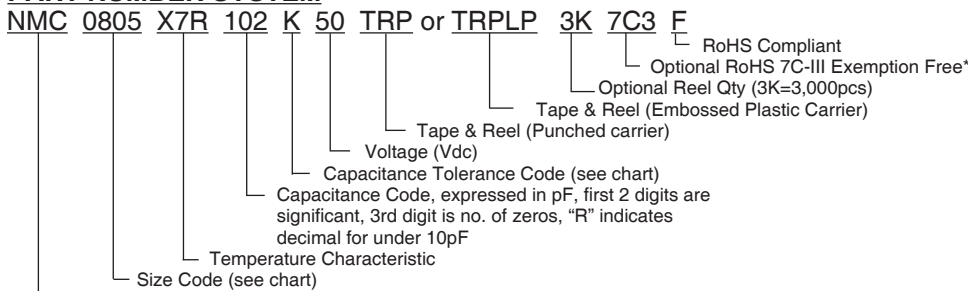 NMC 0805 X7R 102 K 50 TRP or TRPLP 3K 7C3 F
RoHS Compliant
Optional RoHS 7C-III Exemption Free*
Optional Reel Qty (3K=3,000pcs)
Tape & Reel (Embossed Plastic Carrier)
Tape & Reel (Punched carrier)
Voltage (Vdc)
Capacitance Tolerance Code (see chart)
Capacitance Code, expressed in pF, first 2 digits are
significant, 3rd digit is no. of zeros, “R” indicates
decimal for under 10pF
Temperature Characteristic
Size Code (see chart)